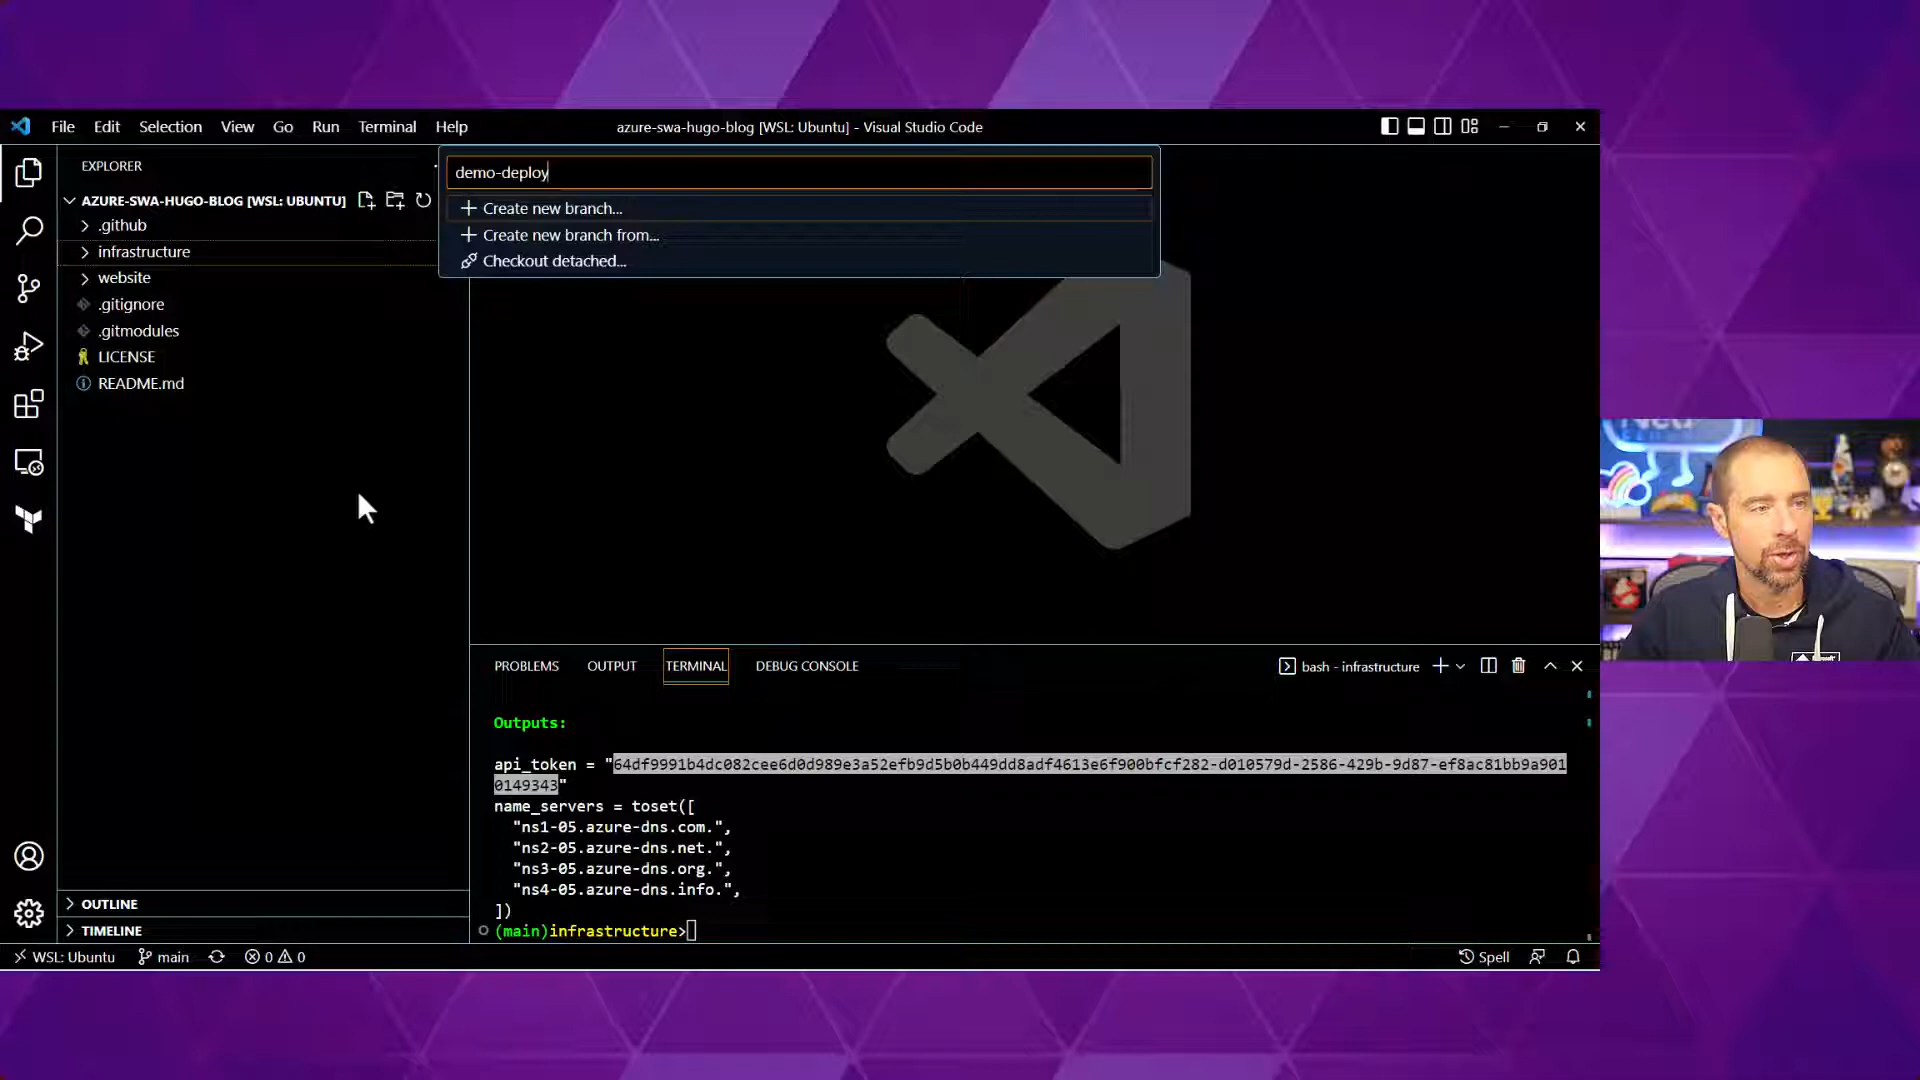 File Edit Selection View Go Run Terminal Help
azure-swa-hugo-blog [WSL: Ubuntu] - Visual Studio Code
EXPLORER
demo-deploy
AZURE-SWA-HUGO-BLOG [WSL: UBUNTU]
Create new branch...
.github
Create new branch from...
infrastructure
Checkout detached...
website
.gitignore
.gitmodules
LICENSE
README.md
PROBLEMS OUTPUT TERMINAL DEBUG CONSOLE
bash - infrastructure
Outputs:
api_token = "64df9991b4dc082cee6d0d989e3a52efb9d5b0b449dd8adf4613e6f900bfcf282-d010579d-2586-429b-9d87-ef8ac81bb9a901
0149343"
name_servers = toset([
"ns1-05.azure-dns.com.",
"ns2-05.azure-dns.net.",
"ns3-05.azure-dns.org.",
"ns4-05.azure-dns.info.",
])
(main)infrastructure>
OUTLINE
TIMELINE
WSL: Ubuntu main 0 0
Spell